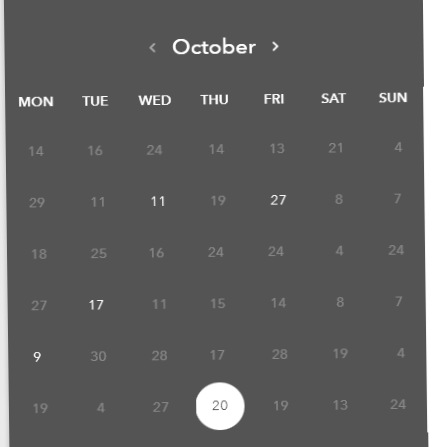 ‹ October ›
MON TUE WED THU FRI SAT SUN
14 16 24 14 13 21 4
29 11 11 19 27 8 7
18 25 16 24 24 4 24
27 17 11 15 14 8 7
9 30 28 17 28 19 4
19 4 27 20 19 13 24